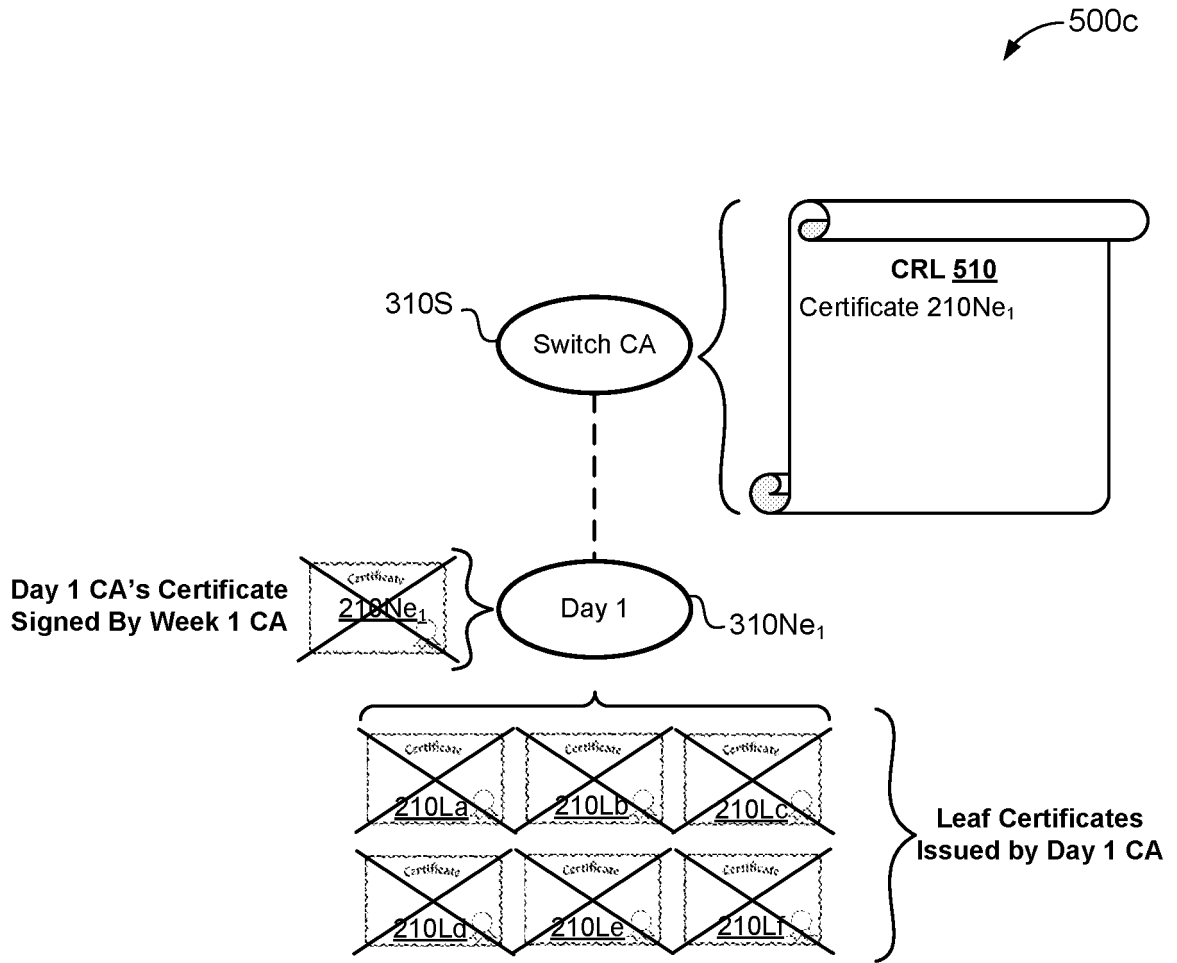 500c
CRL 510
Certificate 210Ne₁
310S
Switch CA
Day 1 CA’s Certificate
Signed By Week 1 CA
Certificate
210Ne₁
Day 1
310Ne₁
Certificate
210La
Certificate
210Lb
Certificate
210Lc
Certificate
210Ld
Certificate
210Le
Certificate
210Lf
Leaf Certificates
Issued by Day 1 CA